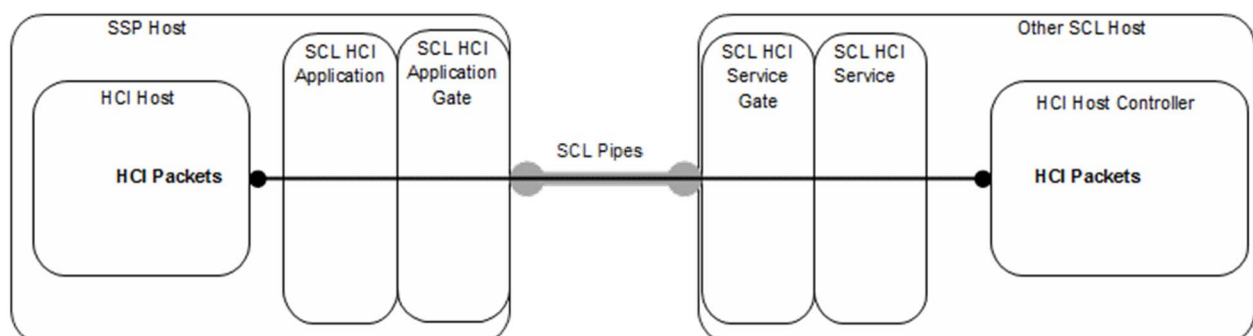 SSP Host
Other SCL Host
HCI Host
SCL HCI
Application
SCL HCI
Application
Gate
SCL Pipes
SCL HCI
Service
Gate
SCL HCI
Service
HCI Host Controller
HCI Packets
HCI Packets